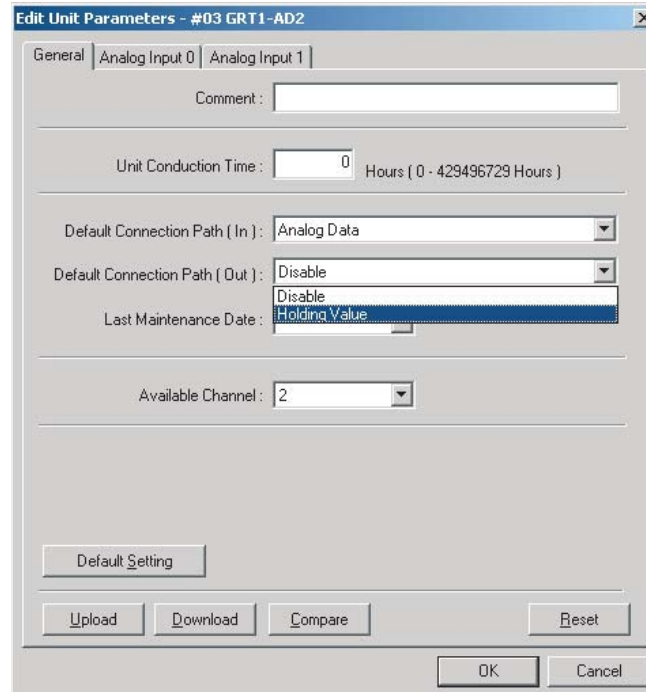 Edit Unit Parameters - #03 GRT1-AD2
General Analog Input 0 Analog Input 1
Comment :
Unit Conduction Time : 0 Hours ( 0 - 429496729 Hours )
Default Connection Path ( In ) : Analog Data
Default Connection Path ( Out ) : Disable
Disable
Holding Value
Last Maintenance Date :
Available Channel : 2
Default Setting
Upload Download Compare Reset
OK Cancel